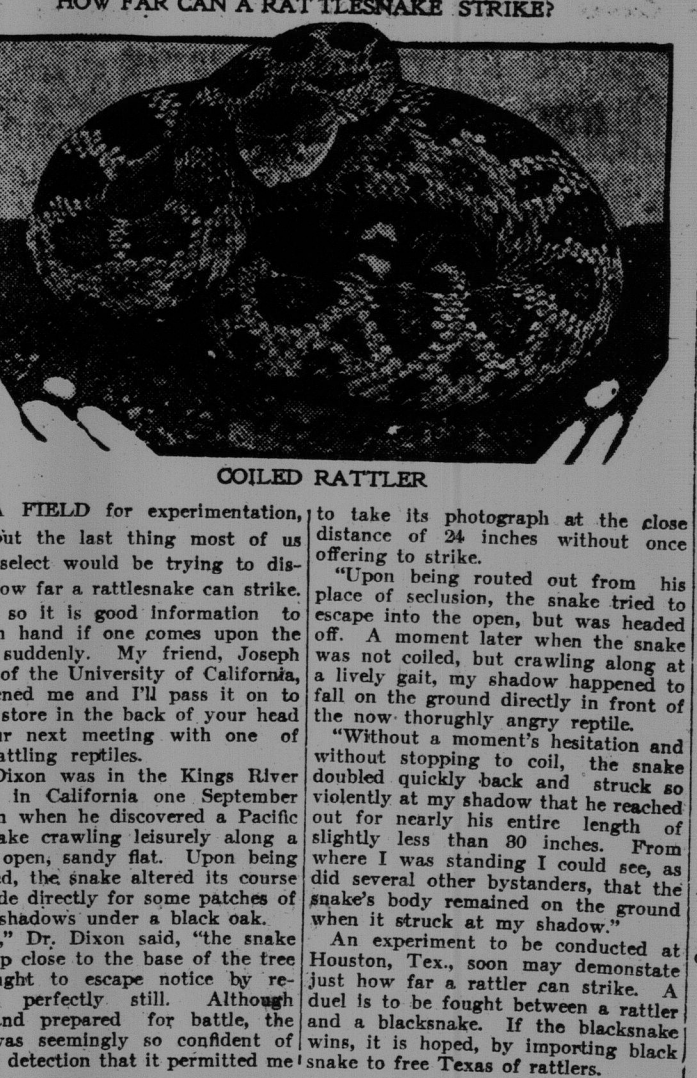 HOW FAR CAN A RATTLESNAKE STRIKE?
COILED RATTLER
A FIELD for experimentation,
but the last thing most of us
select would be trying to dis-
how far a rattlesnake can strike.
so it is good information to
hand if one comes upon the
suddenly. My friend, Joseph
of the University of California,
me and I'll pass it on to
store in the back of your head
next meeting with one of
reptiles.
Dixon was in the Kings River
in California one September
when he discovered a Pacific
crawling leisurely along a
open, sandy flat. Upon being
the snake altered its course
directly for some patches of
shadows under a black oak.
Dr. Dixon said, "the snake
close to the base of the tree
to escape notice by re-
perfectly still. Although
and prepared for battle, the
was seemingly so confident of
detection that it permitted me
to take its photograph at the close
distance of 24 inches without once
offering to strike.
"Upon being routed out from his
place of seclusion, the snake tried to
escape into the open, but was headed
off. A moment later when the snake
was not coiled, but crawling along at
a lively gait, my shadow happened to
fall on the ground directly in front of
the now thorughly angry reptile.
"Without a moment's hesitation and
without stopping to coil, the snake
doubled quickly back and struck so
violently at my shadow that he reached
out for nearly his entire length of
slightly less than 30 inches. From
where I was standing I could see, as
did several other bystanders, that the
snake's body remained on the ground
when it struck at my shadow."
An experiment to be conducted at
Houston, Tex., soon may demonstate
just how far a rattler can strike. A
duel is to be fought between a rattler
and a blacksnake. If the blacksnake
wins, it is hoped, by importing black
snake to free Texas of rattlers.